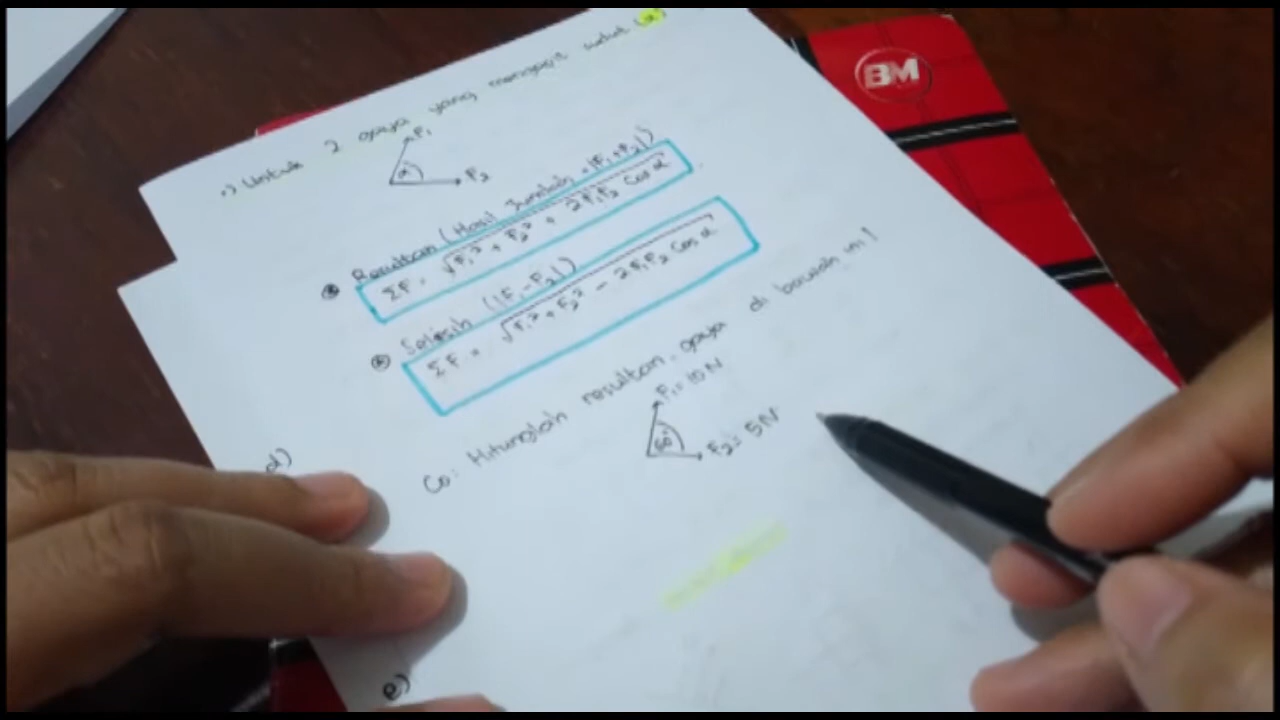 BM
•) Untuk 2 gaya yang mengapit sudut (α)
F₁
α
F₂
Resultan (Hasil Jumlah = |F₁+F₂|)
ΣF = √F₁² + F₂² + 2F₁F₂ Cos α
Selisih (|F₁-F₂|)
ΣF = √F₁² + F₂² - 2F₁F₂ Cos α
Co: Hitunglah resultan gaya di bawah ini!
F₁= 10 N
60°
F₂= 5N
d)
e)